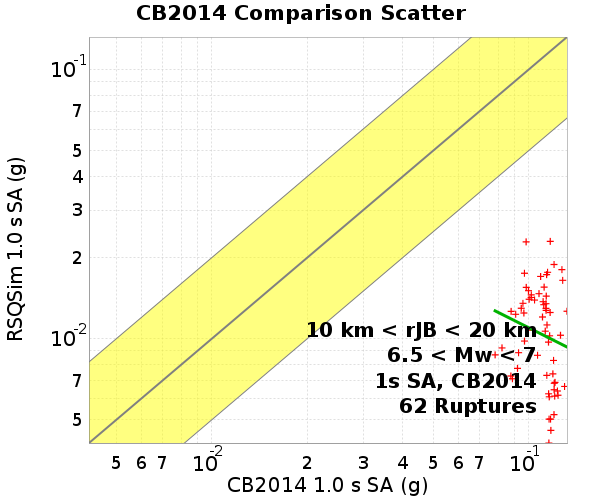 CB2014 Comparison Scatter
RSQSim 1.0 s SA (g)
10-1
7
5
4
3
2
10-2
7
5
10 km < rJB < 20 km
6.5 < Mw < 7
1s SA, CB2014
62 Ruptures
5 6 7 10-2 2 3 4 5 6 7 10-1
CB2014 1.0 s SA (g)